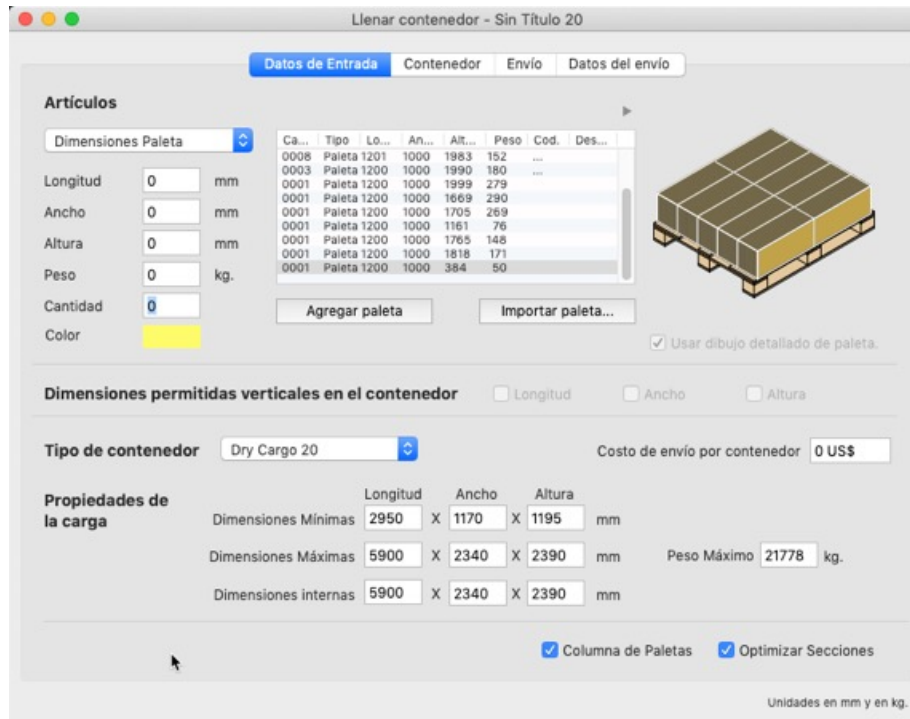 Llenar contenedor - Sin Título 20
Datos de Entrada Contenedor Envío Datos del envío
Artículos
Dimensiones Paleta
Ca... Tipo Lo... An... Alt... Peso Cod. Des...
0008 Paleta 1201 1000 1983 152 ...
0003 Paleta 1200 1000 1990 180 ...
0001 Paleta 1200 1000 1999 279
0001 Paleta 1200 1000 1669 290
0001 Paleta 1200 1000 1705 269
0001 Paleta 1200 1000 1161 76
0001 Paleta 1200 1000 1765 148
0001 Paleta 1200 1000 1818 171
0001 Paleta 1200 1000 384 50
Longitud 0 mm
Ancho 0 mm
Altura 0 mm
Peso 0 kg.
Cantidad 0
Color
Agregar paleta Importar paleta...
Usar dibujo detallado de paleta.
Dimensiones permitidas verticales en el contenedor Longitud Ancho Altura
Tipo de contenedor Dry Cargo 20 Costo de envío por contenedor 0 US$
Propiedades de
la carga
Longitud Ancho Altura
Dimensiones Mínimas 2950 X 1170 X 1195 mm
Dimensiones Máximas 5900 X 2340 X 2390 mm Peso Máximo 21778 kg.
Dimensiones internas 5900 X 2340 X 2390 mm
Columna de Paletas Optimizar Secciones
Unidades en mm y en kg.